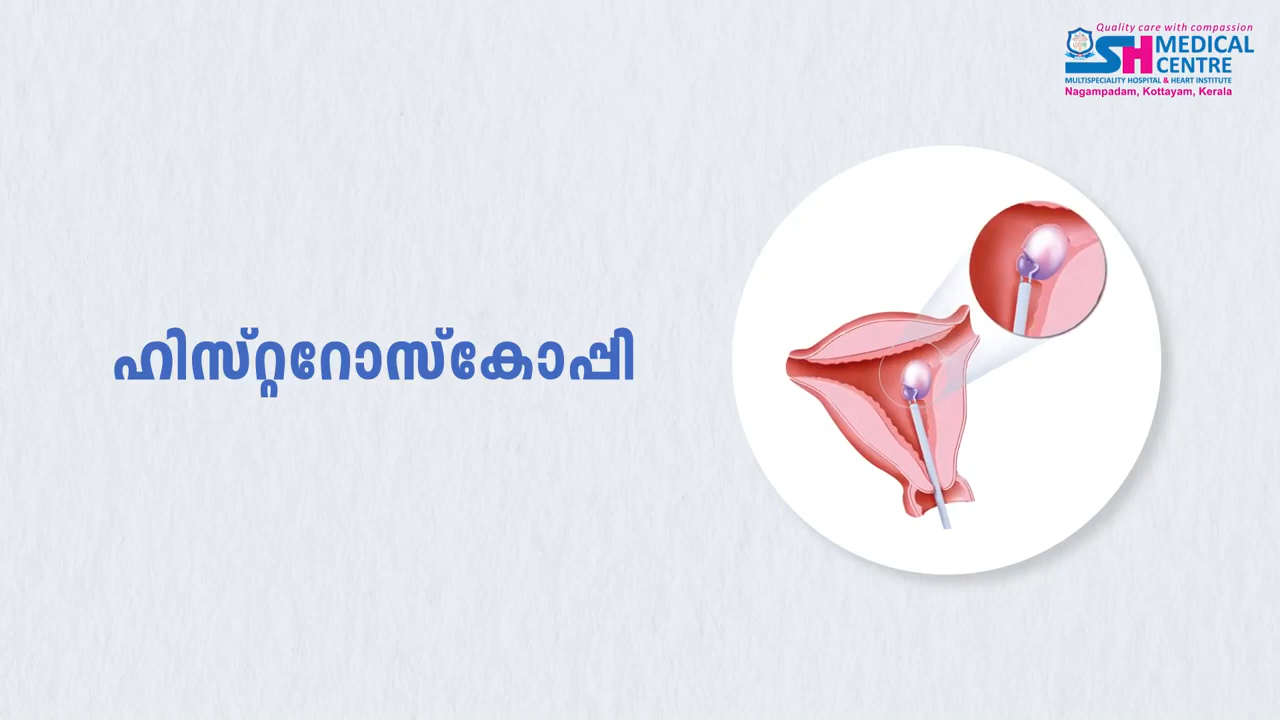 Quality care with compassion
SH MEDICAL
CENTRE
MULTISPECIALITY HOSPITAL & HEART INSTITUTE
Nagampadam, Kottayam, Kerala
ഹിസ്റ്ററോസ്കോപ്പി